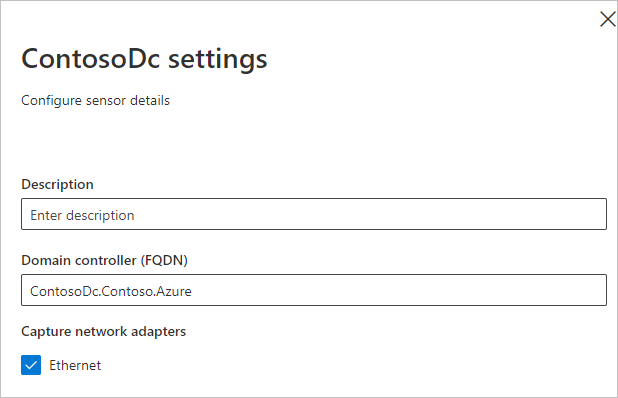 ContosoDc settings
Configure sensor details
Description
Enter description
Domain controller (FQDN)
ContosoDc.Contoso.Azure
Capture network adapters
Ethernet